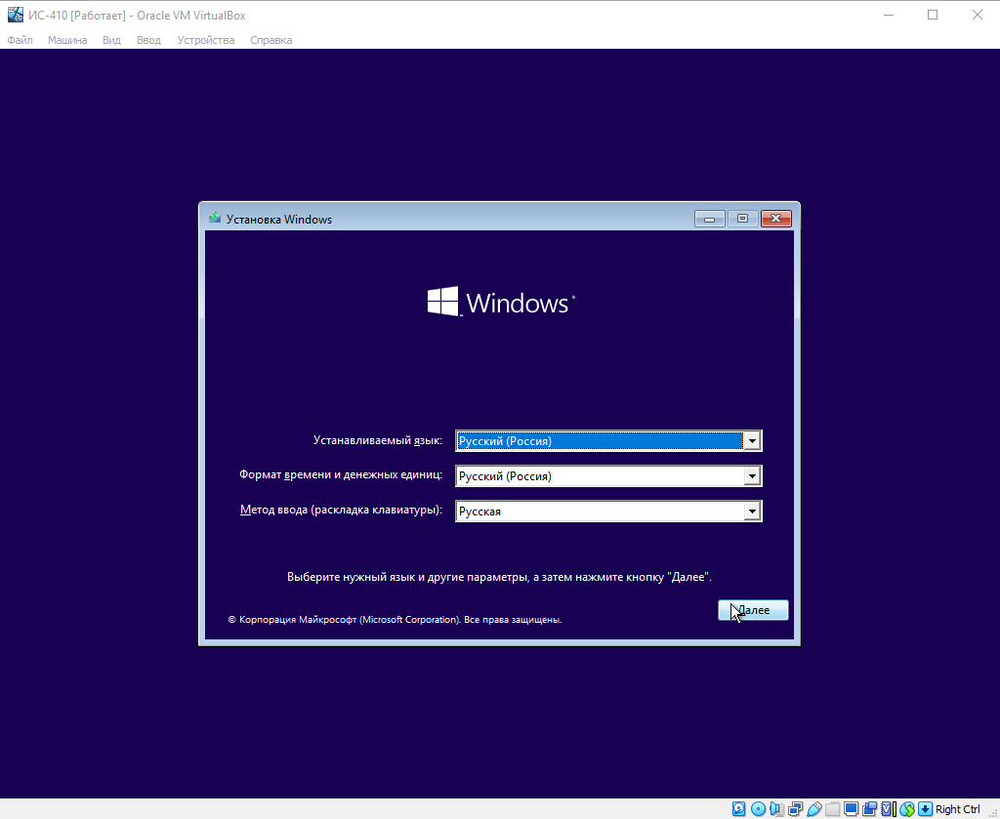 ИС-410 [Работает] - Oracle VM VirtualBox
Файл Машина Вид Ввод Устройства Справка
Установка Windows
Windows
Устанавливаемый язык: Русский (Россия)
Формат времени и денежных единиц: Русский (Россия)
Метод ввода (раскладка клавиатуры): Русская
Выберите нужный язык и другие параметры, а затем нажмите кнопку "Далее".
Далее
© Корпорация Майкрософт (Microsoft Corporation). Все права защищены.
Right Ctrl